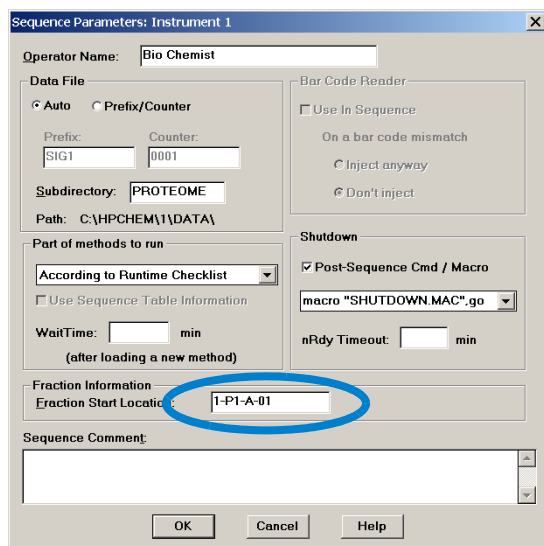 Sequence Parameters: Instrument 1
Operator Name: Bio Chemist
Data File
Auto Prefix/Counter
Prefix: Counter:
SIG1 0001
Subdirectory: PROTEOME
Path: C:\HPCHEM\1\DATA\
Bar Code Reader
Use In Sequence
On a bar code mismatch
Inject anyway
Don't inject
Part of methods to run
According to Runtime Checklist
Use Sequence Table Information
WaitTime: min
(after loading a new method)
Shutdown
Post-Sequence Cmd / Macro
macro "SHUTDOWN.MAC",go
nRdy Timeout: min
Fraction Information
Fraction Start Location: 1-P1-A-01
Sequence Comment:
OK Cancel Help